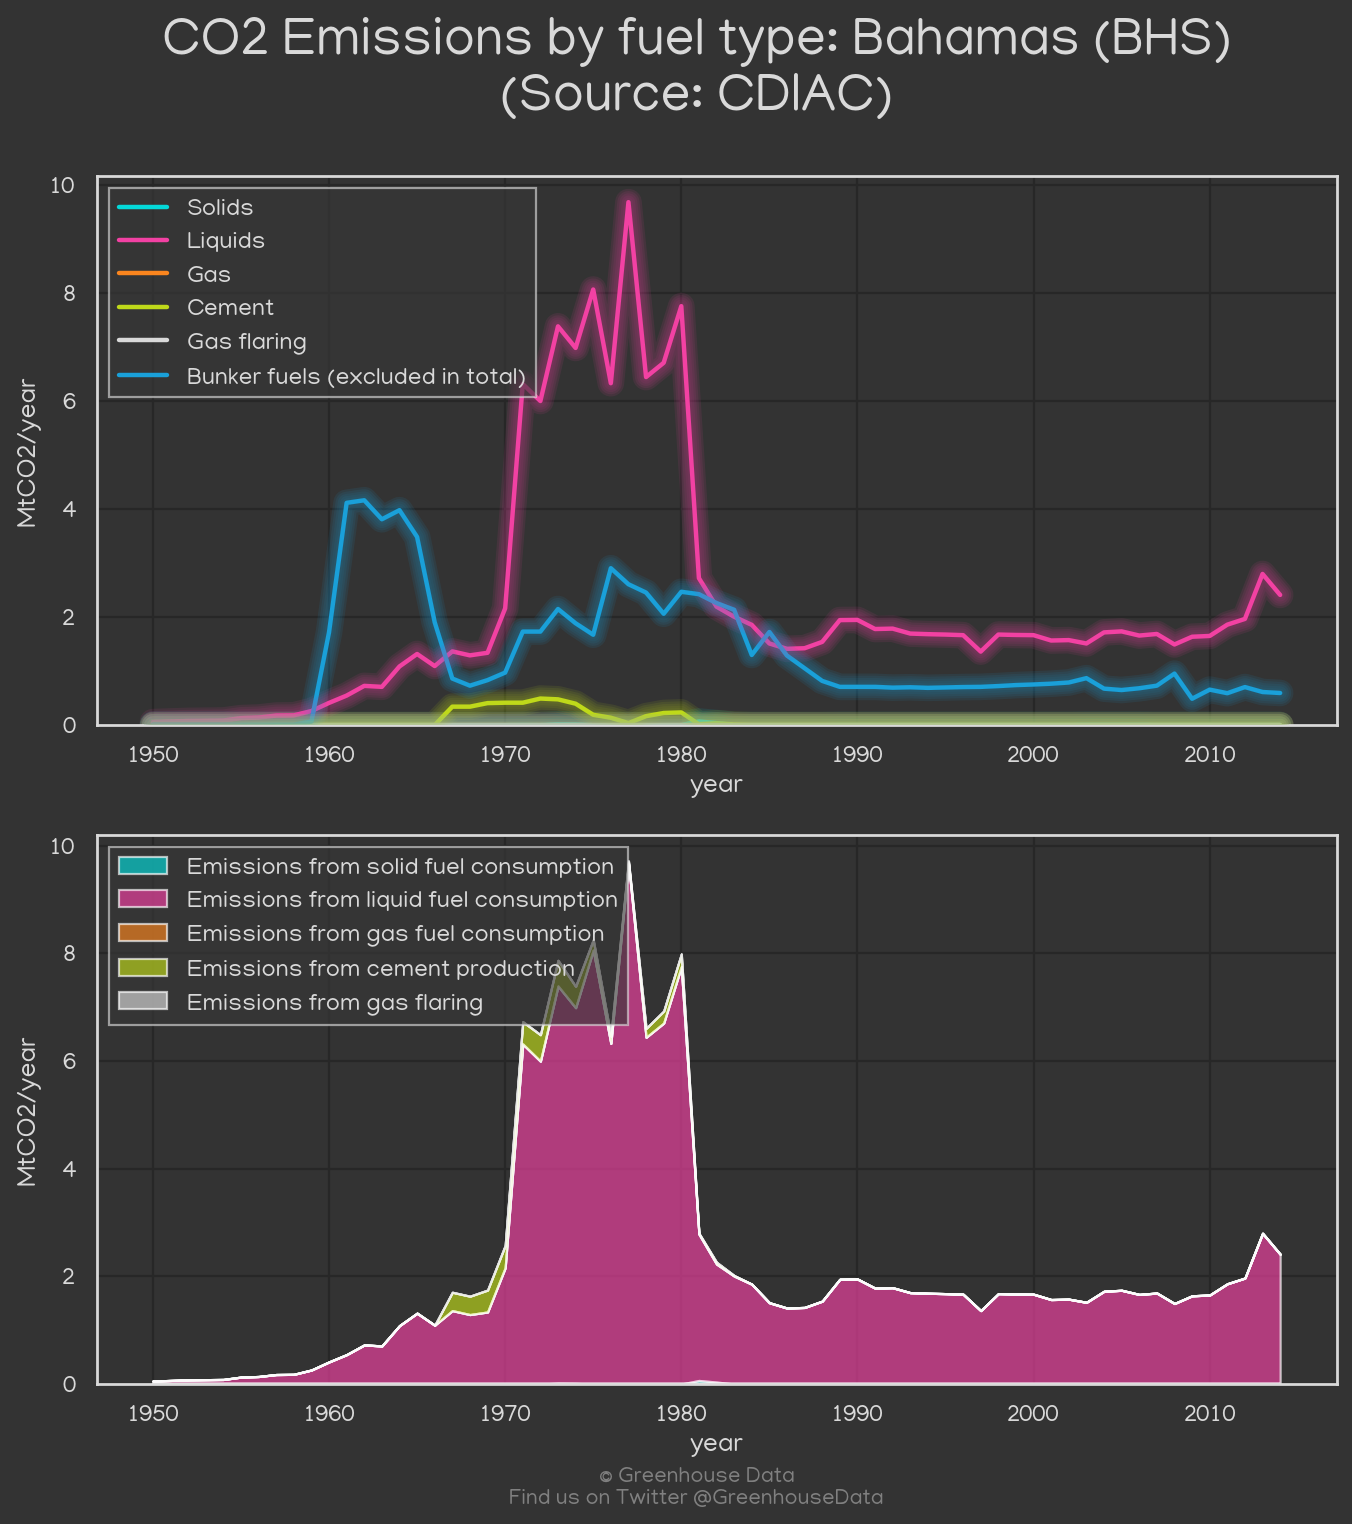 CO2 Emissions by fuel type: Bahamas (BHS)
(Source: CDIAC)
10
8
6
4
2
0
MtCO2/year
Solids
Liquids
Gas
Cement
Gas flaring
Bunker fuels (excluded in total)
1950 1960 1970 1980 1990 2000 2010
year
10
8
6
4
2
0
MtCO2/year
Emissions from solid fuel consumption
Emissions from liquid fuel consumption
Emissions from gas fuel consumption
Emissions from cement production
Emissions from gas flaring
1950 1960 1970 1980 1990 2000 2010
year
© Greenhouse Data
Find us on Twitter @GreenhouseData